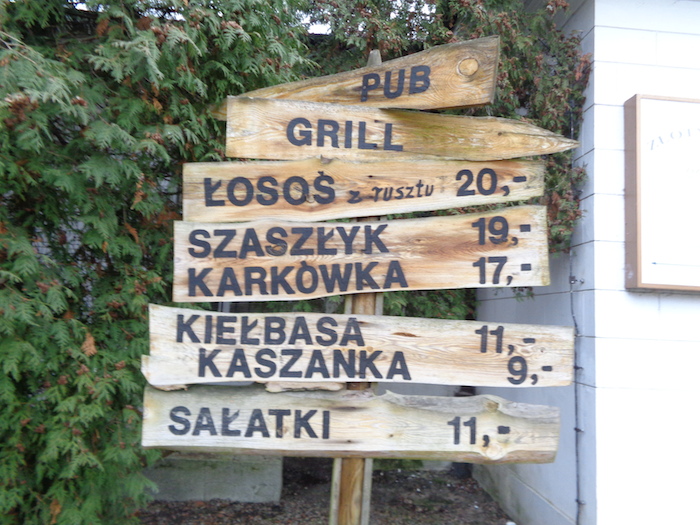 PUB
GRILL
ŁOSOŚ z rusztu 20,-
SZASZŁYK 19,-
KARKÓWKA 17,-
KIEŁBASA 11,-
KASZANKA 9,-
SAŁATKI 11,-